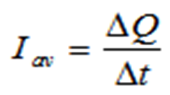 I_av = ΔQ / Δt